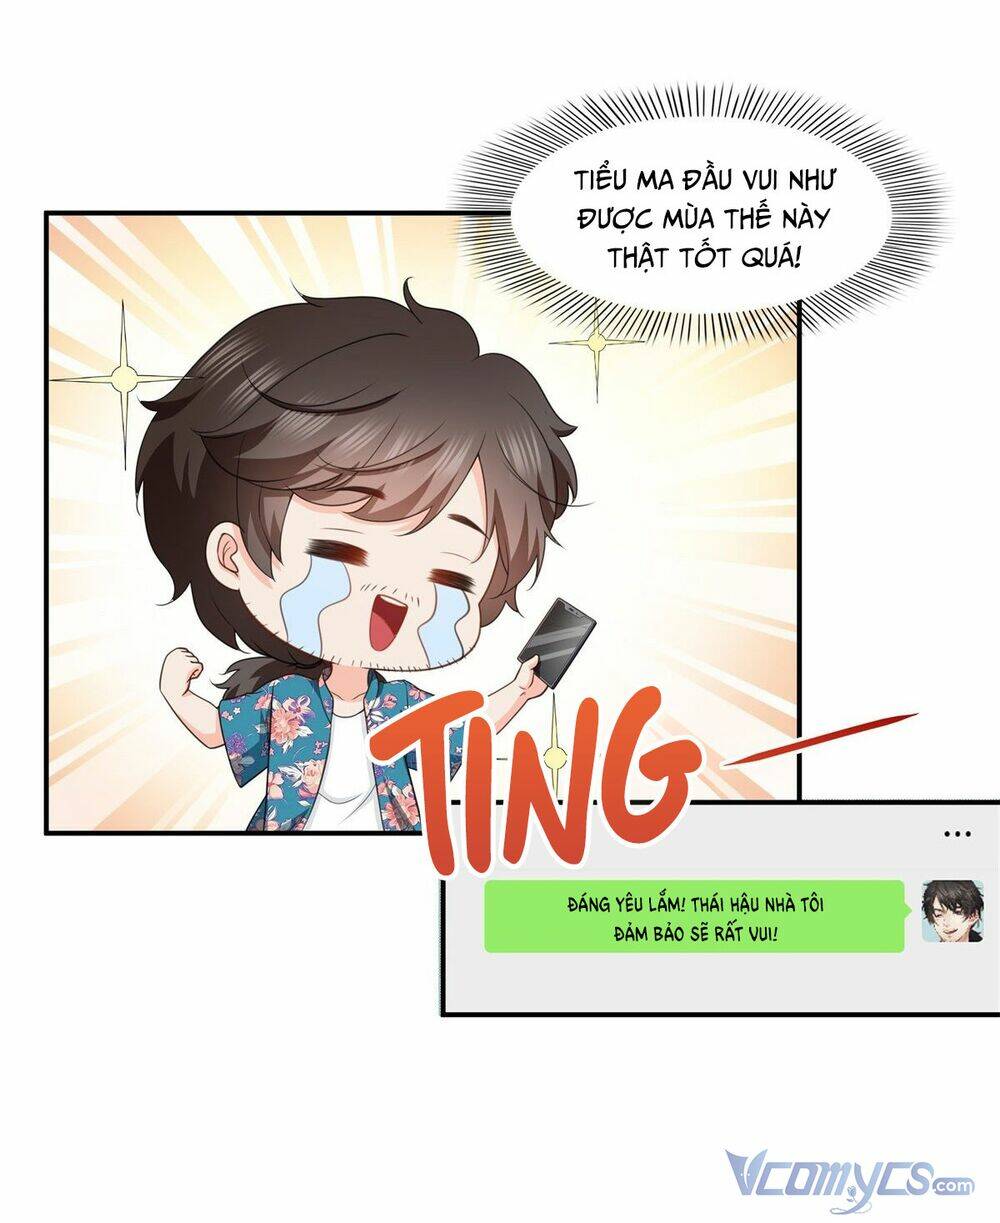 TIỂU MA ĐẦU VUI NHƯ
ĐƯỢC MÙA THẾ NÀY
THẬT TỐT QUÁ!
TING
...
ĐÁNG YÊU LẮM! THÁI HẬU NHÀ TÔI
ĐẢM BẢO SẼ RẤT VUI!
VCOMYCS.com